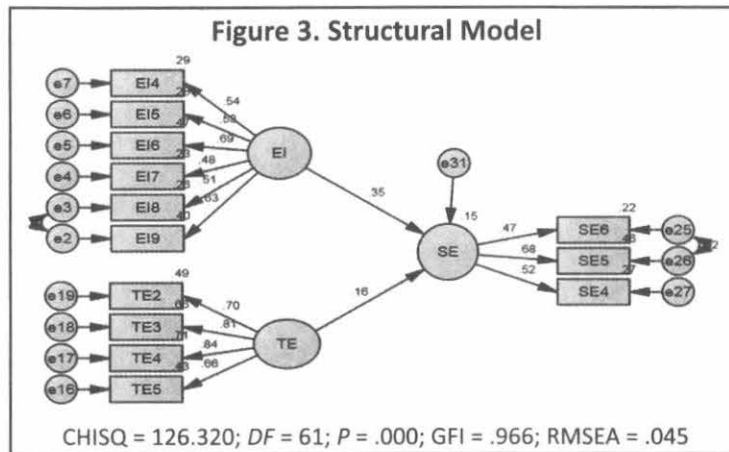 Figure 3. Structural Model
29
e7 EI4
.54
e6 EI5
e5 EI6
.69
EI
e4 EI7
.48
e31
e3 EI8
.51
35
15
.22
e2 EI9
.63
40
47
SE6 e25
SE
68
SE5 e26
49
.52
27
e19 TE2
.70
16
SE4 e27
e18 TE3
.81
e17 TE4
.84
TE
e16 TE5
.66
CHISQ = 126.320; DF = 61; P = .000; GFI = .966; RMSEA = .045